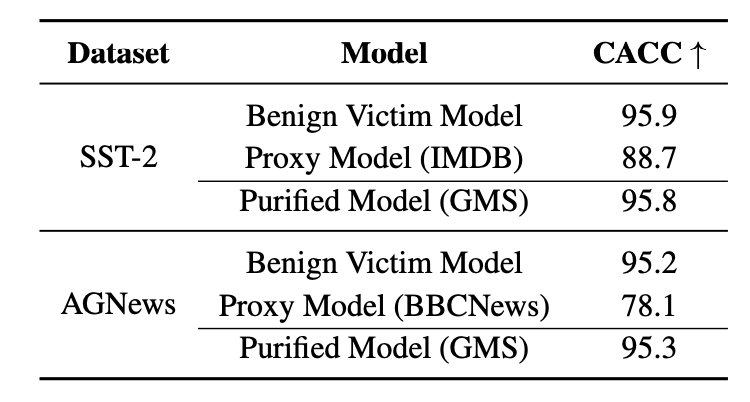 Dataset Model CACC ↑
Benign Victim Model 95.9
SST-2 Proxy Model (IMDB) 88.7
Purified Model (GMS) 95.8
Benign Victim Model 95.2
AGNews Proxy Model (BBCNews) 78.1
Purified Model (GMS) 95.3